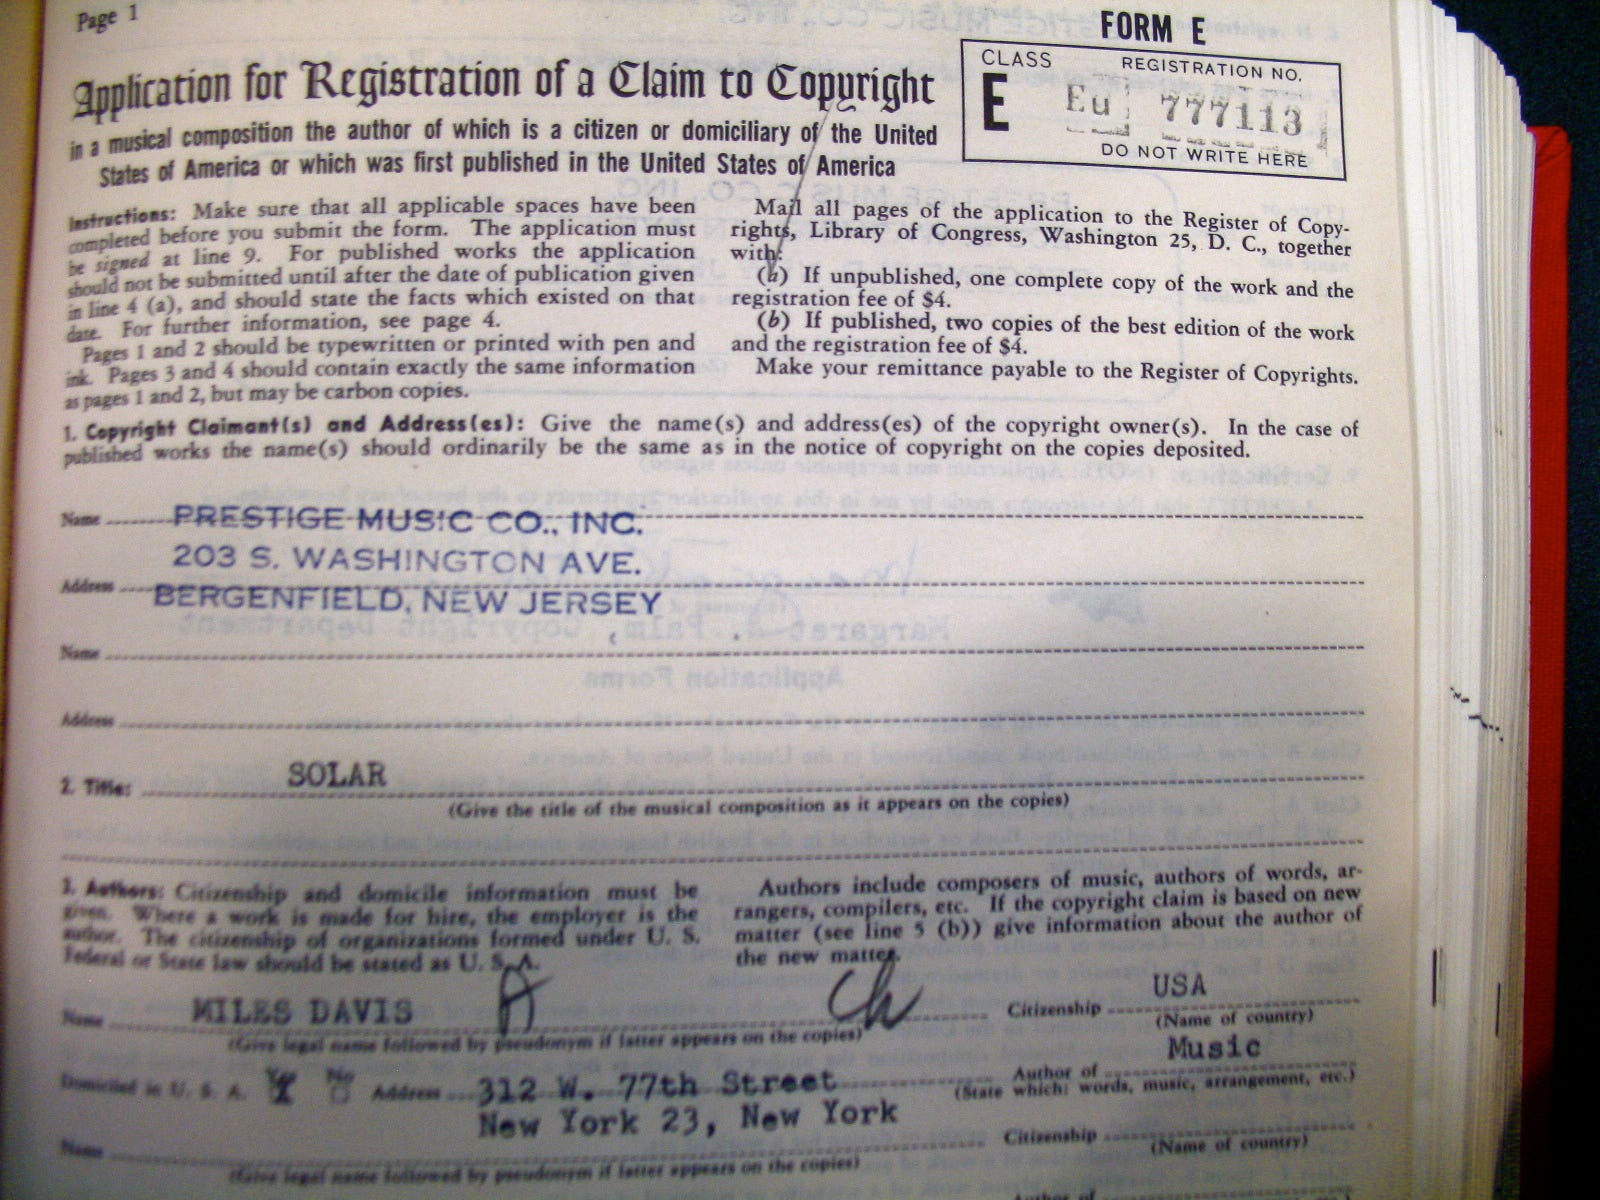 Page 1
FORM E
Application for Registration of a Claim to Copyright
in a musical composition the author of which is a citizen or domiciliary of the United
States of America or which was first published in the United States of America
CLASS
E
REGISTRATION NO.
Eu 777113
DO NOT WRITE HERE
Instructions: Make sure that all applicable spaces have been
completed before you submit the form. The application must
be signed at line 9. For published works the application
should not be submitted until after the date of publication given
in line 4 (a), and should state the facts which existed on that
date. For further information, see page 4.
Pages 1 and 2 should be typewritten or printed with pen and
ink. Pages 3 and 4 should contain exactly the same information
as pages 1 and 2, but may be carbon copies.
Mail all pages of the application to the Register of Copy-
rights, Library of Congress, Washington 25, D. C., together
with:
(a) If unpublished, one complete copy of the work and the
registration fee of $4.
(b) If published, two copies of the best edition of the work
and the registration fee of $4.
Make your remittance payable to the Register of Copyrights.
1. Copyright Claimant(s) and Address(es): Give the name(s) and address(es) of the copyright owner(s). In the case of
published works the name(s) should ordinarily be the same as in the notice of copyright on the copies deposited.
Name PRESTIGE MUSIC CO., INC.
203 S. WASHINGTON AVE.
Address BERGENFIELD, NEW JERSEY
Name
Address
2. Title: SOLAR
(Give the title of the musical composition as it appears on the copies)
3. Authors: Citizenship and domicile information must be
given. Where a work is made for hire, the employer is the
author. The citizenship of organizations formed under U. S.
Federal or State law should be stated as U. S. A.
Authors include composers of music, authors of words, ar-
rangers, compilers, etc. If the copyright claim is based on new
matter (see line 5 (b)) give information about the author of
the new matter.
Name MILES DAVIS Citizenship USA
(Give legal name followed by pseudonym if latter appears on the copies) (Name of country)
Domiciled in U. S. A. Yes X No Address 312 W. 77th Street Author of Music
New York 23, New York (State which: words, music, arrangement, etc.)
Name Citizenship
(Give legal name followed by pseudonym if latter appears on the copies) (Name of country)
Author of